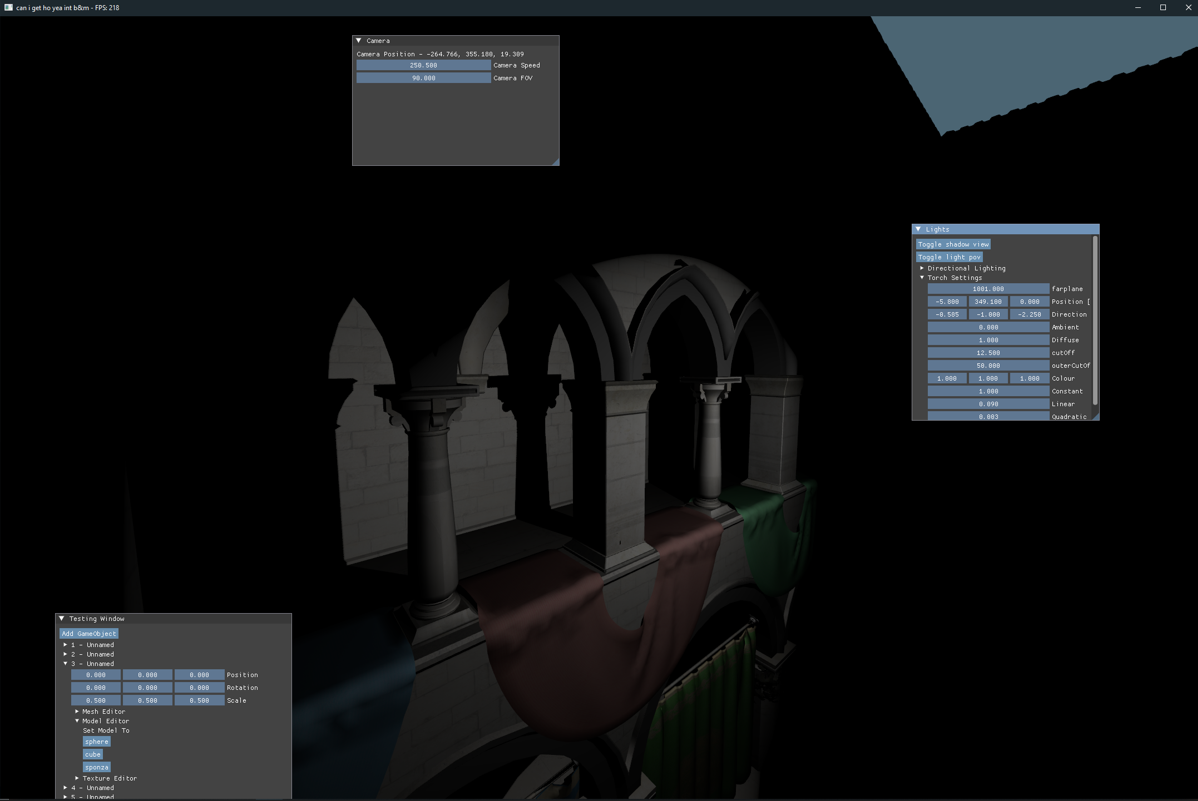 can i get ho yea int b&m - FPS: 218
Camera
Camera Position - -264.766, 355.180, 19.309
250.500 Camera Speed
90.000 Camera FOV
Lights
Toggle shadow view
Toggle light pov
Directional Lighting
Torch Settings
1001.000 farplane
-5.000 349.100 0.000 Position [
-0.505 -1.000 -2.250 Direction
0.000 Ambient
1.000 Diffuse
12.500 cutOff
50.000 outerCutOf
1.000 1.000 1.000 Colour
1.000 Constant
0.090 Linear
0.003 Quadratic
Testing Window
Add GameObject
1 - Unnamed
2 - Unnamed
3 - Unnamed
0.000 0.000 0.000 Position
0.000 0.000 0.000 Rotation
0.500 0.500 0.500 Scale
Mesh Editor
Model Editor
Set Model To
sphere
cube
sponza
Texture Editor
4 - Unnamed
5 - Unnamed